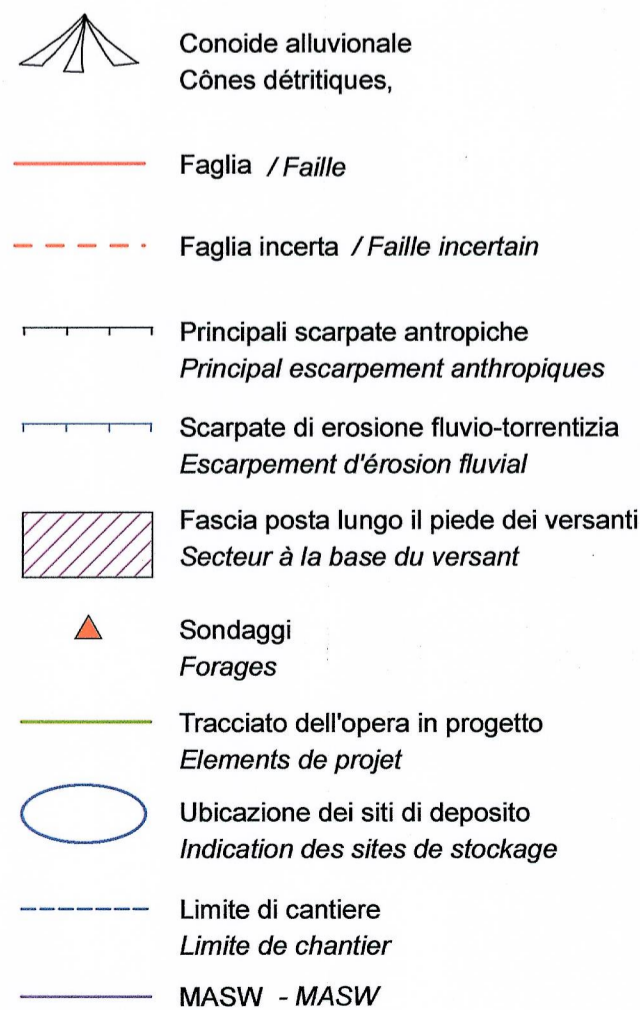 Conoide alluvionale
Cônes détritiques,
Faglia / Faille
Faglia incerta / Faille incertain
Principali scarpate antropiche
Principal escarpement anthropiques
Scarpate di erosione fluvio-torrentizia
Escarpement d'érosion fluvial
Fascia posta lungo il piede dei versanti
Secteur à la base du versant
Sondaggi
Forages
Tracciato dell'opera in progetto
Elements de projet
Ubicazione dei siti di deposito
Indication des sites de stockage
Limite di cantiere
Limite de chantier
MASW - MASW